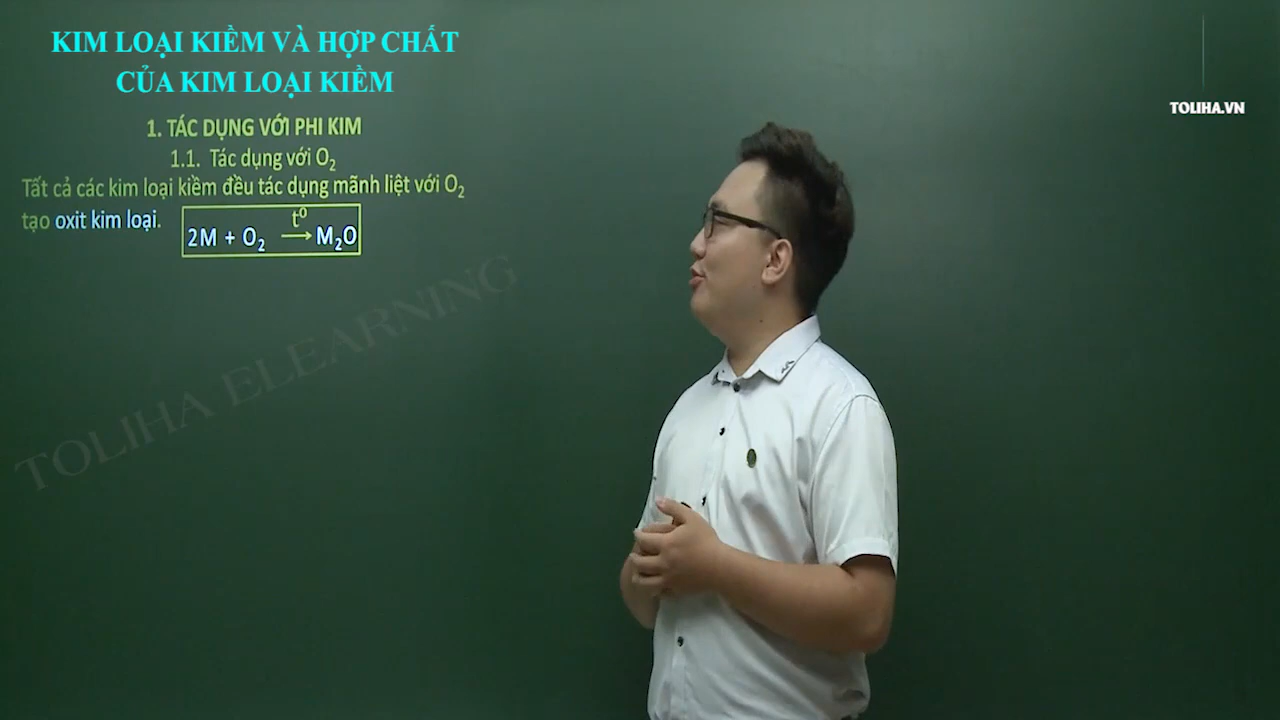 KIM LOẠI KIỀM VÀ HỢP CHẤT
CỦA KIM LOẠI KIỀM
TOLIHA.VN
1. TÁC DỤNG VỚI PHI KIM
1.1. Tác dụng với O₂
Tất cả các kim loại kiềm đều tác dụng mãnh liệt với O₂
tạo oxit kim loại.
2M + O₂ t⁰→ M₂O
TOLIHA ELEARNING